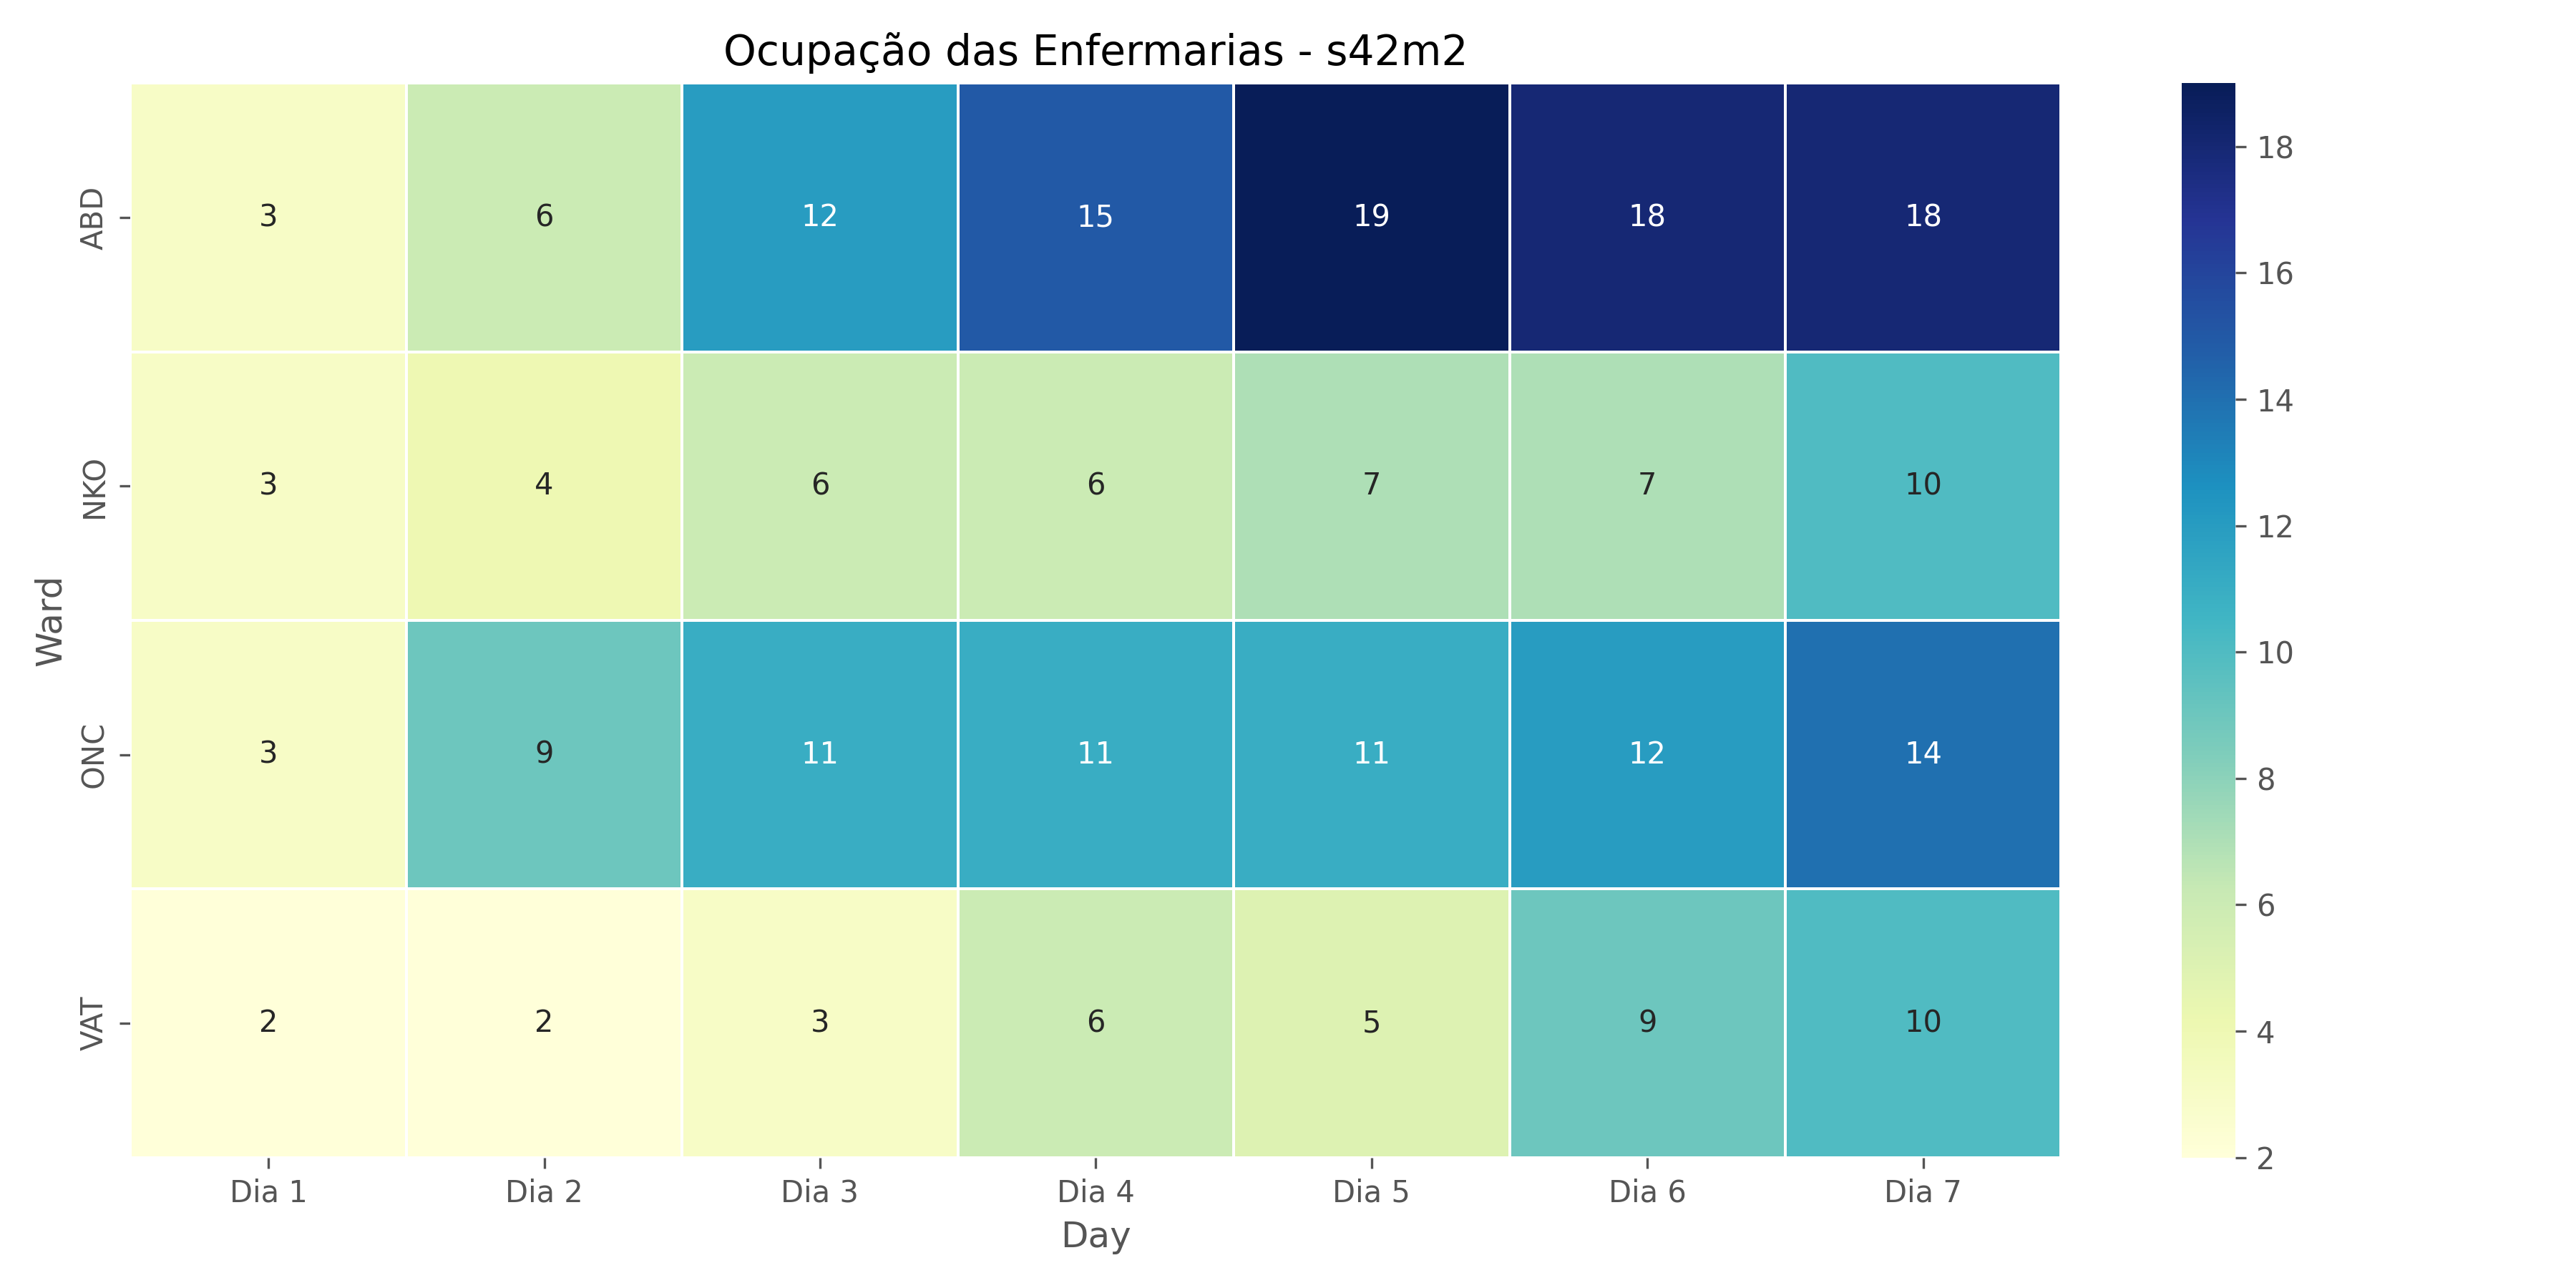 Ocupação das Enfermarias - s42m2
Ward
ABD 3 6 12 15 19 18 18
NKO 3 4 6 6 7 7 10
ONC 3 9 11 11 11 12 14
VAT 2 2 3 6 5 9 10
Dia 1 Dia 2 Dia 3 Dia 4 Dia 5 Dia 6 Dia 7
Day
18
16
14
12
10
8
6
4
2